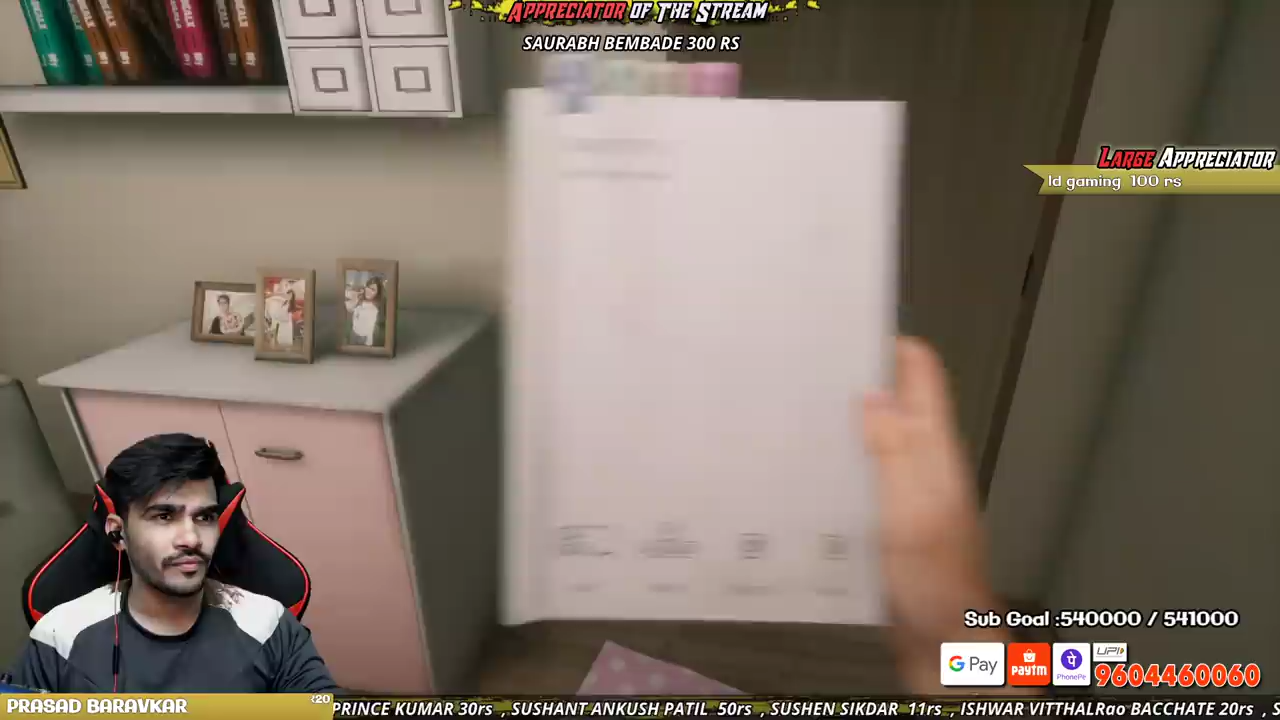 APPRECIATOR OF THE STREAM
SAURABH BEMBADE 300 RS
LARGE APPRECIATOR
ld gaming 100 rs
Sub Goal :540000 / 541000
G Pay
paytm
PhonePe
UPI
9604460060
PRASAD BARAVKAR ₹20
PRINCE KUMAR 30rs , SUSHANT ANKUSH PATIL 50rs , SUSHEN SIKDAR 11rs , ISHWAR VITTHALRao BACCHATE 20rs , S